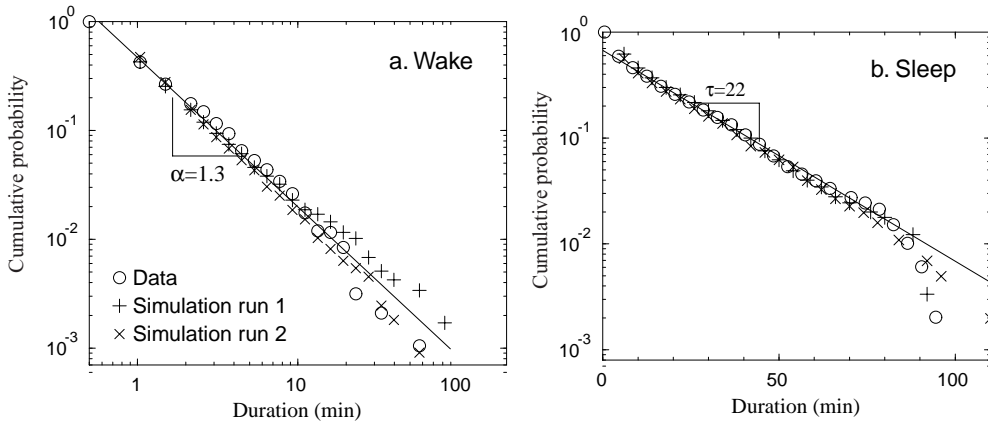 a. Wake
α=1.3
Cumulative probability
10^0
10^-1
10^-2
10^-3
Data
Simulation run 1
Simulation run 2
1
10
100
Duration (min)
b. Sleep
τ=22
Cumulative probability
10^0
10^-1
10^-2
10^-3
0
50
100
Duration (min)